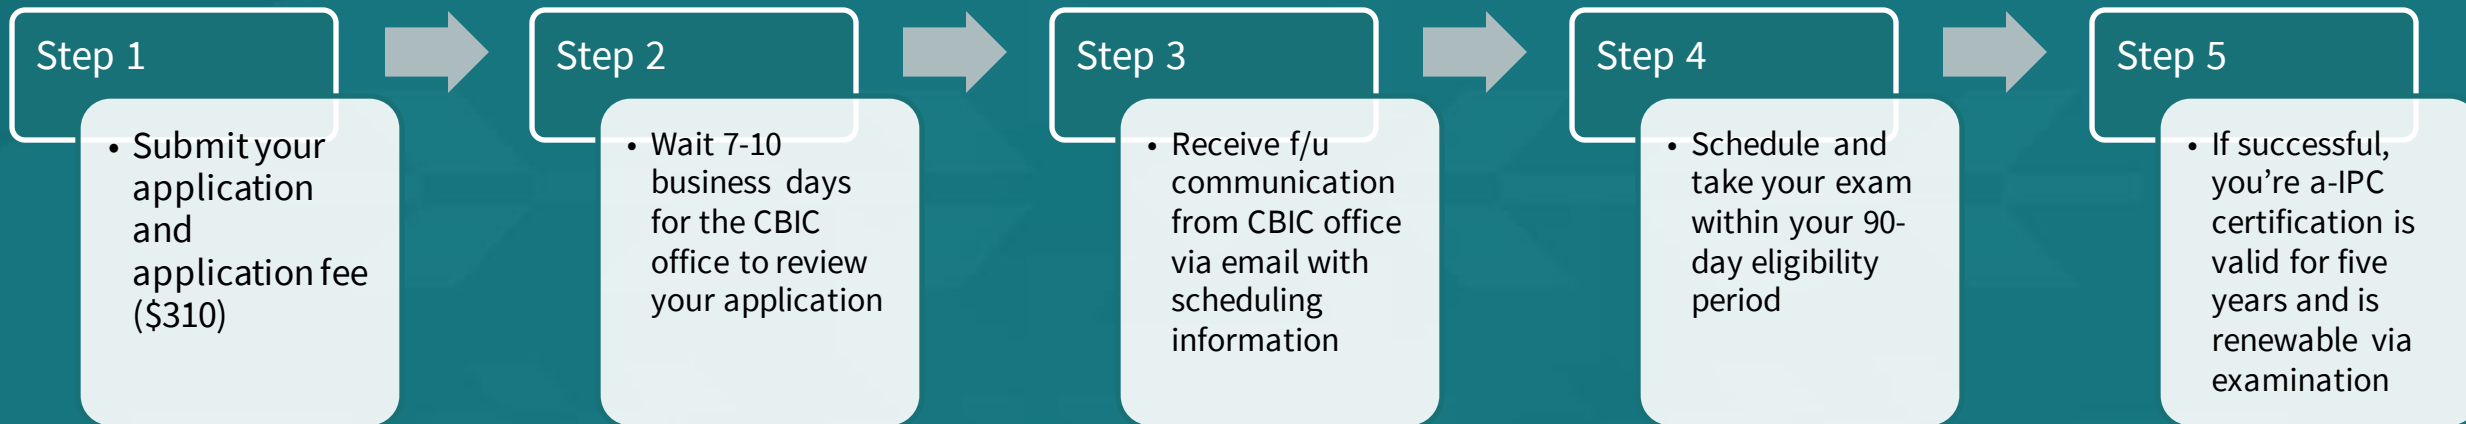 Step 1
• Submit your
application
and
application fee
($310)
Step 2
• Wait 7-10
business days
for the CBIC
office to review
your application
Step 3
• Receive f/u
communication
from CBIC office
via email with
scheduling
information
Step 4
• Schedule and
take your exam
within your 90-
day eligibility
period
Step 5
• If successful,
you’re a-IPC
certification is
valid for five
years and is
renewable via
examination